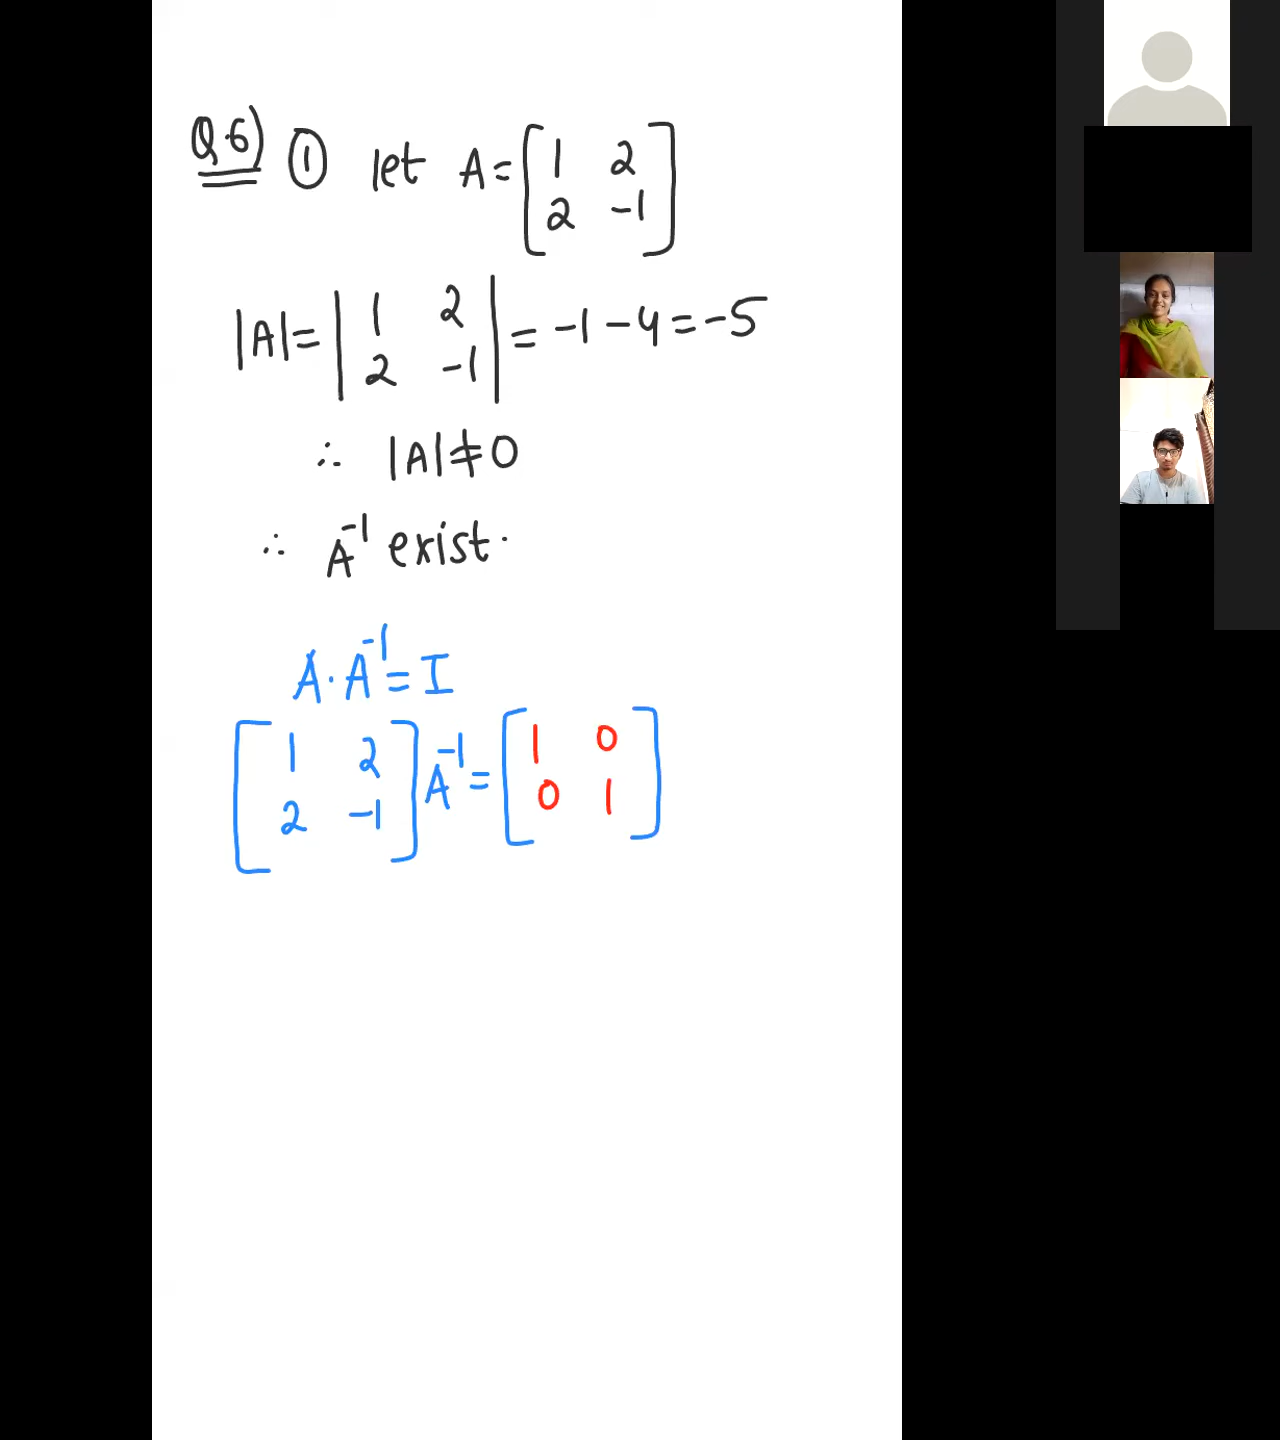 Q.6) ① let A = [1 2
2 -1]
|A| = |1 2
2 -1| = -1 - 4 = -5
∴ |A| ≠ 0
∴ A⁻¹ exist.
A · A⁻¹ = I
[1 2
2 -1] A⁻¹ = [1 0
0 1]